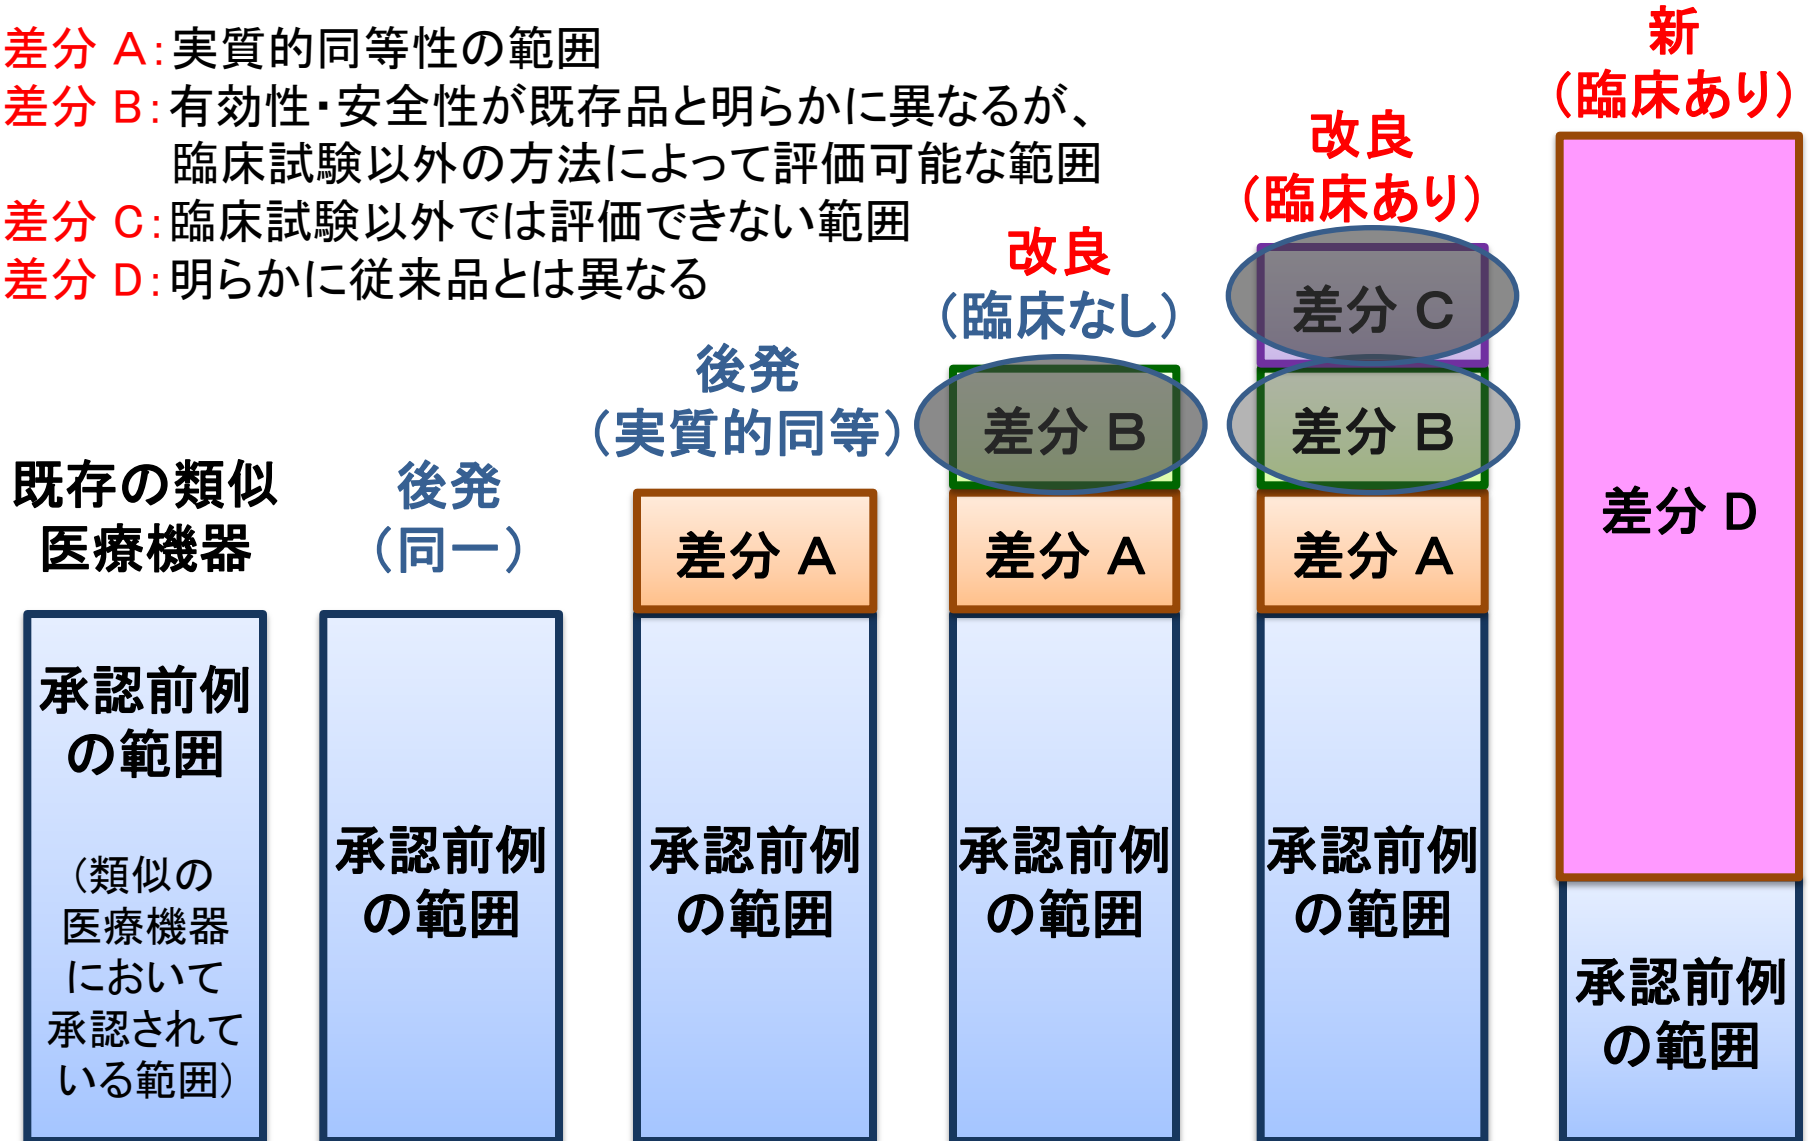 差分 A：実質的同等性の範囲
差分 B：有効性・安全性が既存品と明らかに異なるが、
臨床試験以外の方法によって評価可能な範囲
差分 C：臨床試験以外では評価できない範囲
差分 D：明らかに従来品とは異なる
既存の類似
医療機器
承認前例
の範囲
（類似の
医療機器
において
承認されて
いる範囲）
後発
（同一）
承認前例
の範囲
後発
（実質的同等）
差分 A
承認前例
の範囲
改良
（臨床なし）
差分 B
差分 A
承認前例
の範囲
改良
（臨床あり）
差分 C
差分 B
差分 A
承認前例
の範囲
新
（臨床あり）
差分 D
承認前例
の範囲